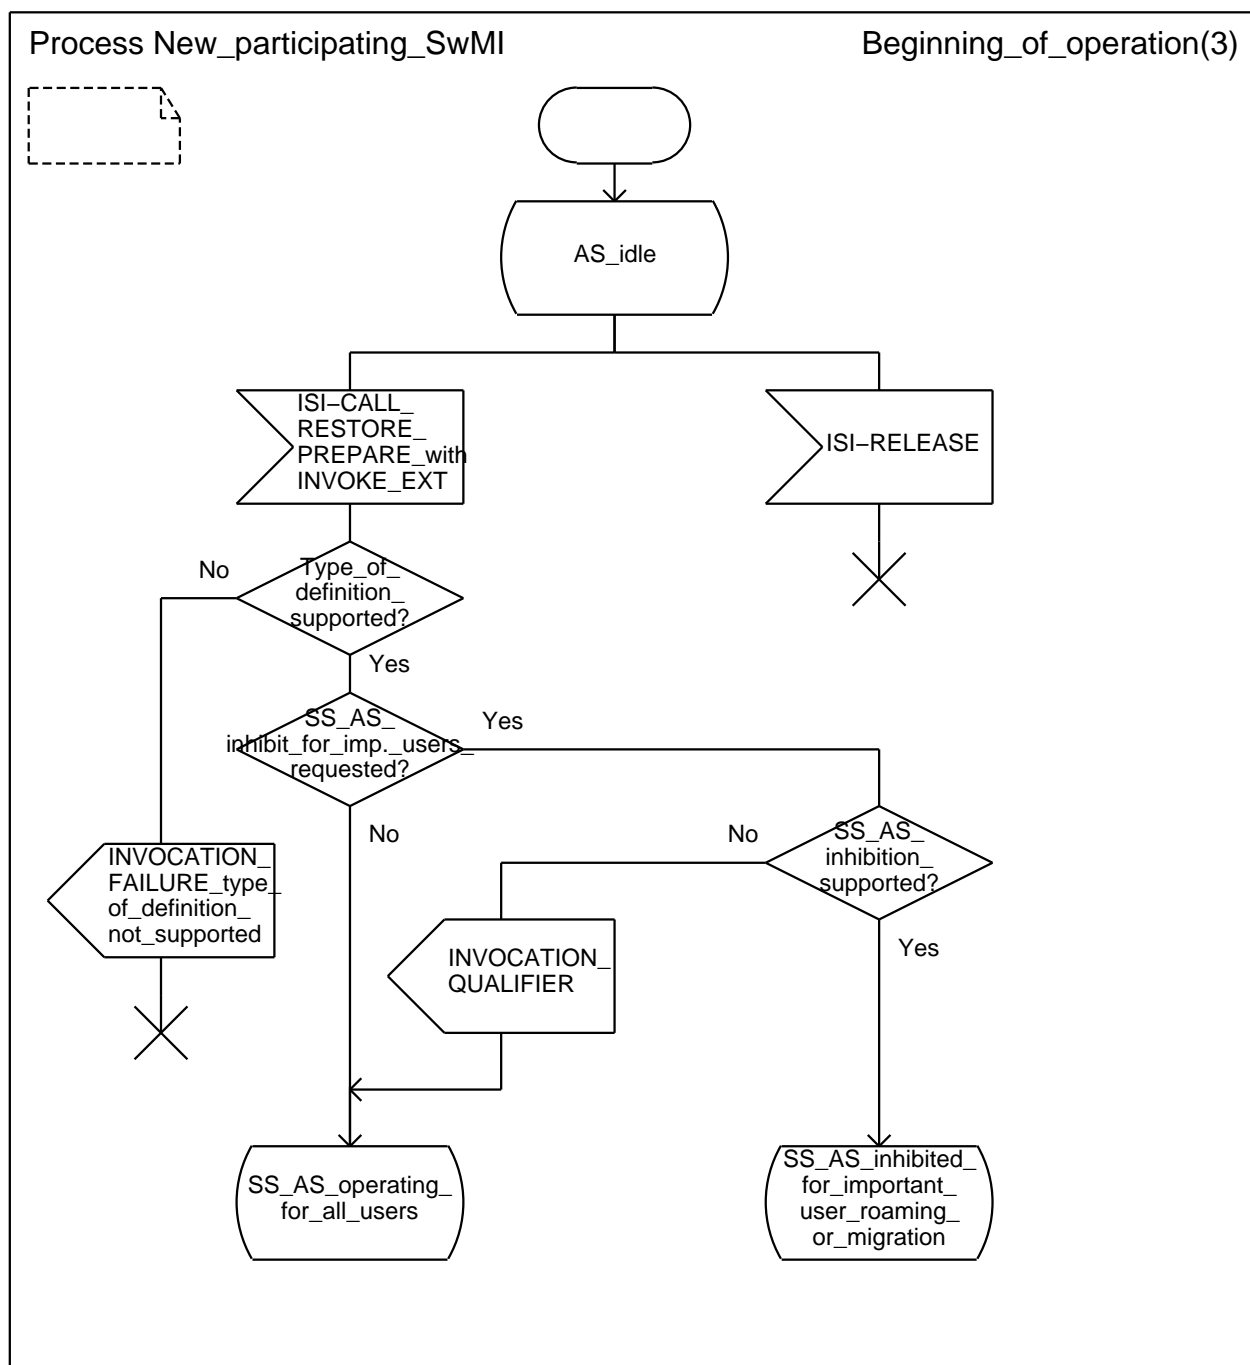 Process New_participating_SwMI
Beginning_of_operation(3)
AS_idle
ISI−CALL_
RESTORE_
PREPARE_with
INVOKE_EXT
ISI−RELEASE
No
Type_of_
definition_
supported?
Yes
SS_AS_
inhibit_for_imp._users_
requested?
Yes
No
No
SS_AS_
inhibition_
supported?
Yes
INVOCATION_
FAILURE_type_
of_definition_
not_supported
INVOCATION_
QUALIFIER
SS_AS_operating_
for_all_users
SS_AS_inhibited_
for_important_
user_roaming_
or_migration